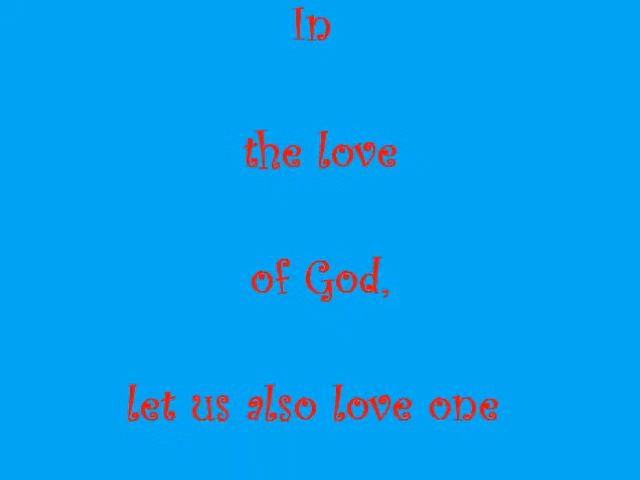 In
the love
of God,
let us also love one